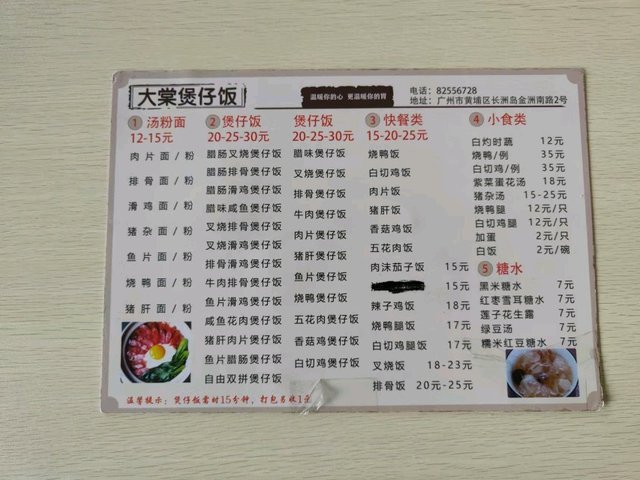 大棠煲仔饭
温暖你的心 更温暖你的胃
电话：82556728
地址：广州市黄埔区长洲岛金洲南路2号
1 汤粉面
12-15元
肉片面/粉
排骨面/粉
滑鸡面/粉
猪杂面/粉
鱼片面/粉
烧鸭面/粉
猪肝面/粉
2 煲仔饭
20-25-30元
腊肠叉烧煲仔饭
腊肠排骨煲仔饭
腊肠滑鸡煲仔饭
腊味咸鱼煲仔饭
叉烧排骨煲仔饭
叉烧滑鸡煲仔饭
排骨滑鸡煲仔饭
牛肉排骨煲仔饭
鱼片滑鸡煲仔饭
咸鱼花肉煲仔饭
猪肝肉片煲仔饭
鱼片腊肠煲仔饭
自由双拼煲仔饭
煲仔饭
20-25-30元
腊味煲仔饭
叉烧煲仔饭
排骨煲仔饭
牛肉煲仔饭
肉片煲仔饭
猪肝煲仔饭
鱼片煲仔饭
烧鸭煲仔饭
五花肉煲仔饭
香菇鸡煲仔饭
白切鸡煲仔饭
3 快餐类
15-20-25元
烧鸭饭
白切鸡饭
肉片饭
猪肝饭
香菇鸡饭
五花肉饭
肉沫茄子饭 15元
15元
辣子鸡饭 18元
烧鸭腿饭 17元
白切鸡腿饭 17元
叉烧饭 18-23元
排骨饭 20元-25元
4 小食类
白灼时蔬 12元
烧鸭/例 35元
白切鸡/例 35元
紫菜蛋花汤 18元
猪杂汤 15-25元
烧鸭腿 12元/只
白切鸡腿 12元/只
加蛋 2元/只
白饭 2元/碗
5 糖水
黑米糖水 7元
红枣雪耳糖水 7元
莲子花生露 7元
绿豆汤 7元
糯米红豆糖水 7元
温馨提示：煲仔饭需时15分钟，打包另收1元